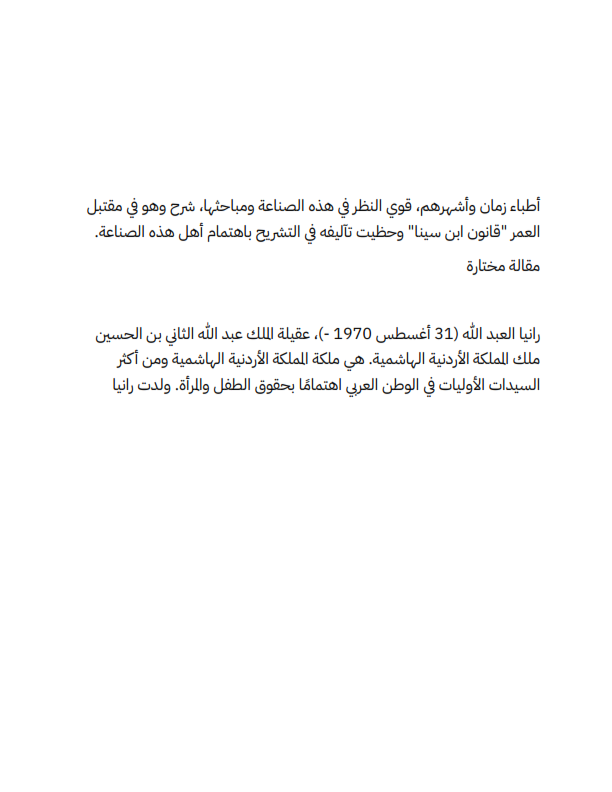 أطباء زمان وأشهرهم، قوي النظر في هذه الصناعة ومباحثها، شرح وهو في مقتبل
العمر "قانون ابن سينا" وحظيت تآليفه في التشريح باهتمام أهل هذه الصناعة.
مقالة مختارة
رانيا العبد الله (31 أغسطس 1970 -)، عقيلة الملك عبد الله الثاني بن الحسين
ملك المملكة الأردنية الهاشمية. هي ملكة المملكة الأردنية الهاشمية ومن أكثر
السيدات الأوليات في الوطن العربي اهتمامًا بحقوق الطفل والمرأة. ولدت رانيا